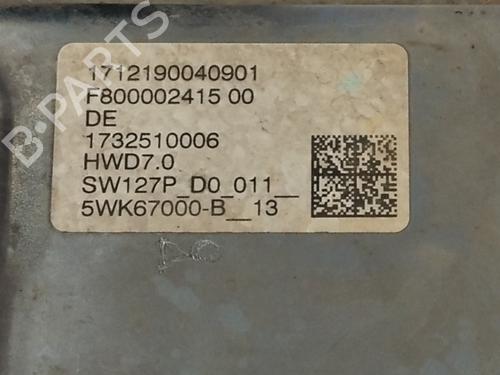 B-PARTS
1712190040901
F800002415 00
DE
1732510006
HWD7.0
SW127P_D0_011__
5WK67000-B__13